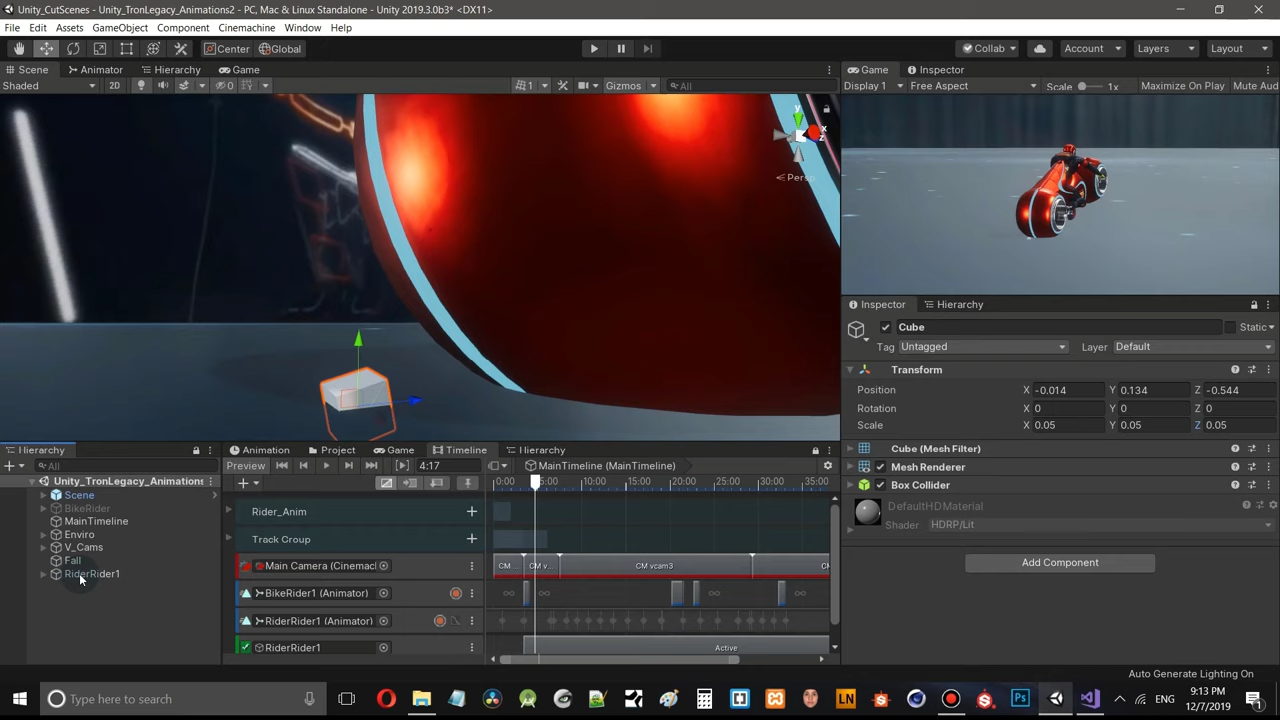 Unity_CutScenes - Unity_TronLegacy_Animations2 - PC, Mac & Linux Standalone - Unity 2019.3.0b3* <DX11>
File Edit Assets GameObject Component Cinemachine Window Help
Center Global Collab Account Layers Layout
Scene Animator Hierarchy Game Game Inspector
Shaded 2D 0 1 Gizmos All Display 1 Free Aspect Scale 1x Maximize On Play Mute Aud
y
x
z
Persp
Inspector Hierarchy
Cube Static
Tag Untagged Layer Default
Transform
Position X -0.014 Y 0.134 Z -0.544
Rotation X 0 Y 0 Z 0
Scale X 0.05 Y 0.05 Z 0.05
Cube (Mesh Filter)
Mesh Renderer
Box Collider
DefaultHDMaterial
Shader HDRP/Lit
Add Component
Hierarchy
All
Unity_TronLegacy_Animations
Scene
BikeRider
MainTimeline
Enviro
V_Cams
Fall
RiderRider1
Animation Project Game Timeline Hierarchy
Preview 4:17 MainTimeline (MainTimeline)
0:00 5:00 10:00 15:00 20:00 25:00 30:00 35:00
Rider_Anim
Track Group
Main Camera (Cinemacl CM ... CM v... CM vcam3 CM
BikeRider1 (Animator)
RiderRider1 (Animator)
RiderRider1 Active
Auto Generate Lighting On
Type here to search LN Ps ENG 9:13 PM
12/7/2019 1